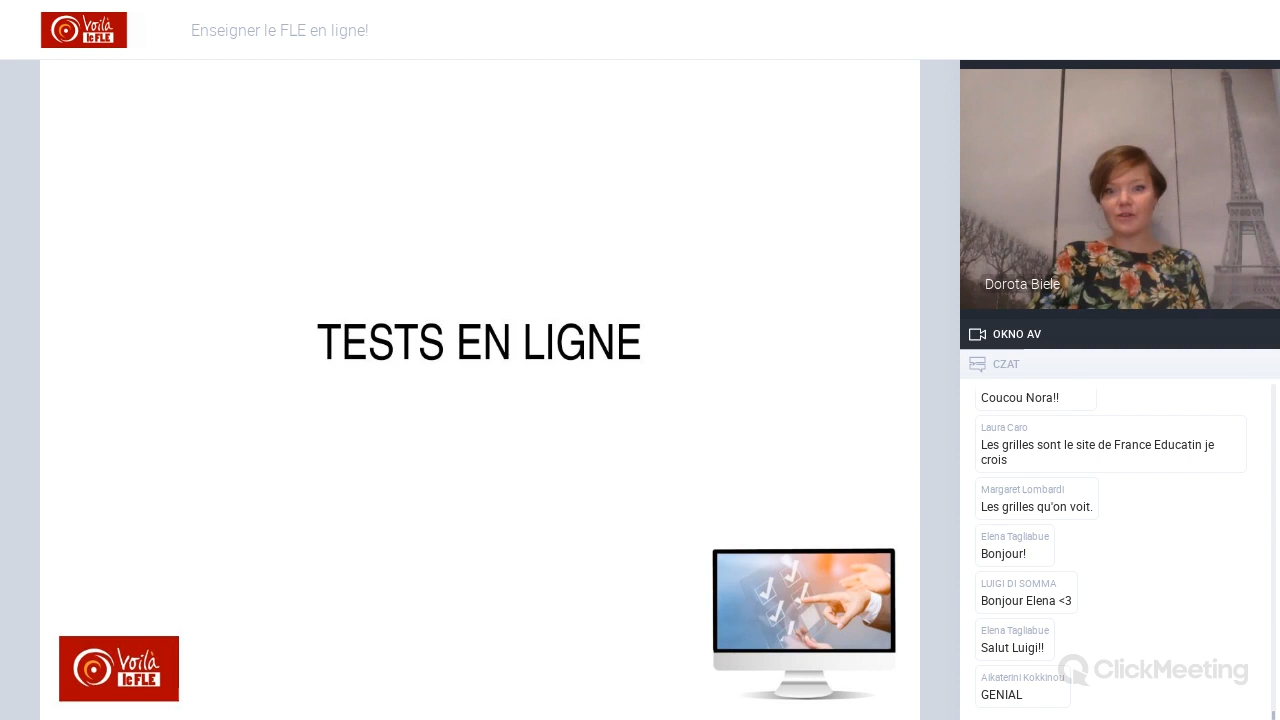 Voilà
le FLE
Enseigner le FLE en ligne!
TESTS EN LIGNE
Voilà
le FLE
Dorota Biele
OKNO AV
CZAT
Coucou Nora!!
Laura Caro
Les grilles sont le site de France Educatin je
crois
Margaret Lombardi
Les grilles qu'on voit.
Elena Tagliabue
Bonjour!
LUIGI DI SOMMA
Bonjour Elena <3
Elena Tagliabue
Salut Luigi!!
Aikaterini Kokkinou
GENIAL
ClickMeeting